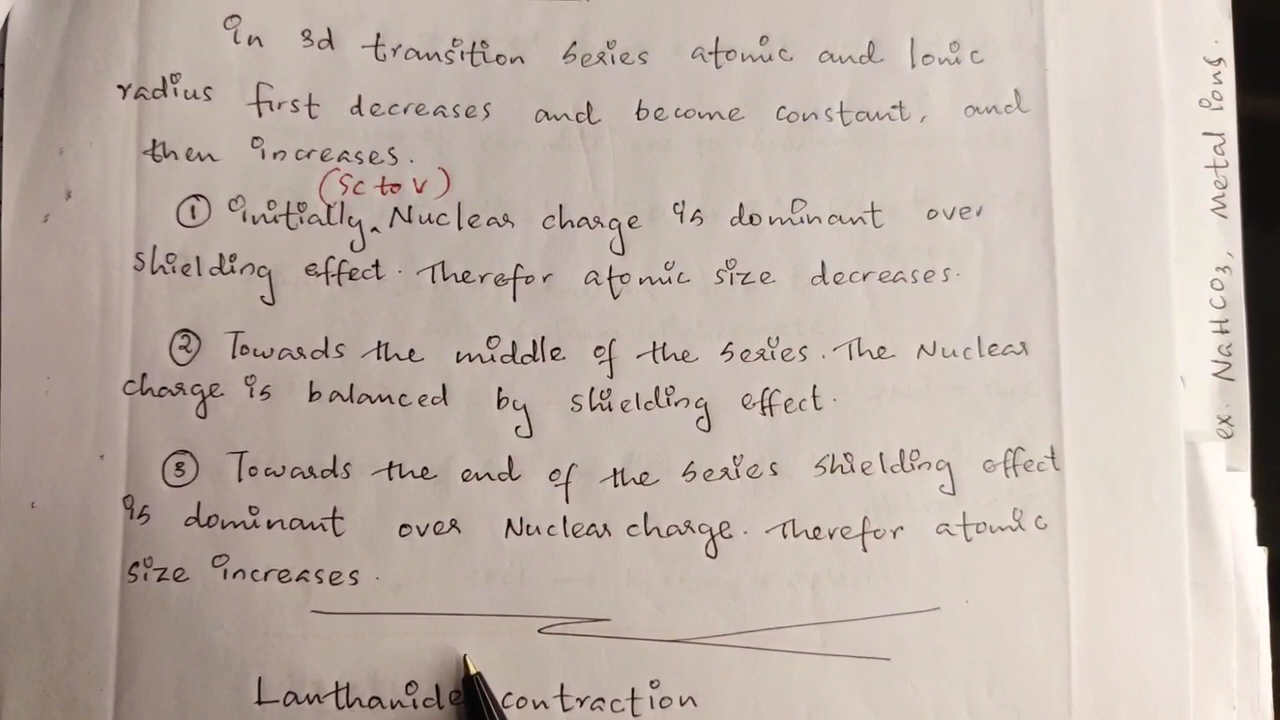 in 3d transition series atomic and Ionic
radius first decreases and become constant, and
then increases.
(Sc to V)
① initially‸ Nuclear charge is dominant over
shielding effect. Therefor atomic size decreases.
② Towards the middle of the series. The Nuclear
charge is balanced by shielding effect.
③ Towards the end of the series shielding effect
is dominant over Nuclear charge. Therefor atomic
size increases.
Lanthanide contraction
ex. NaHCO3, Metal ions.